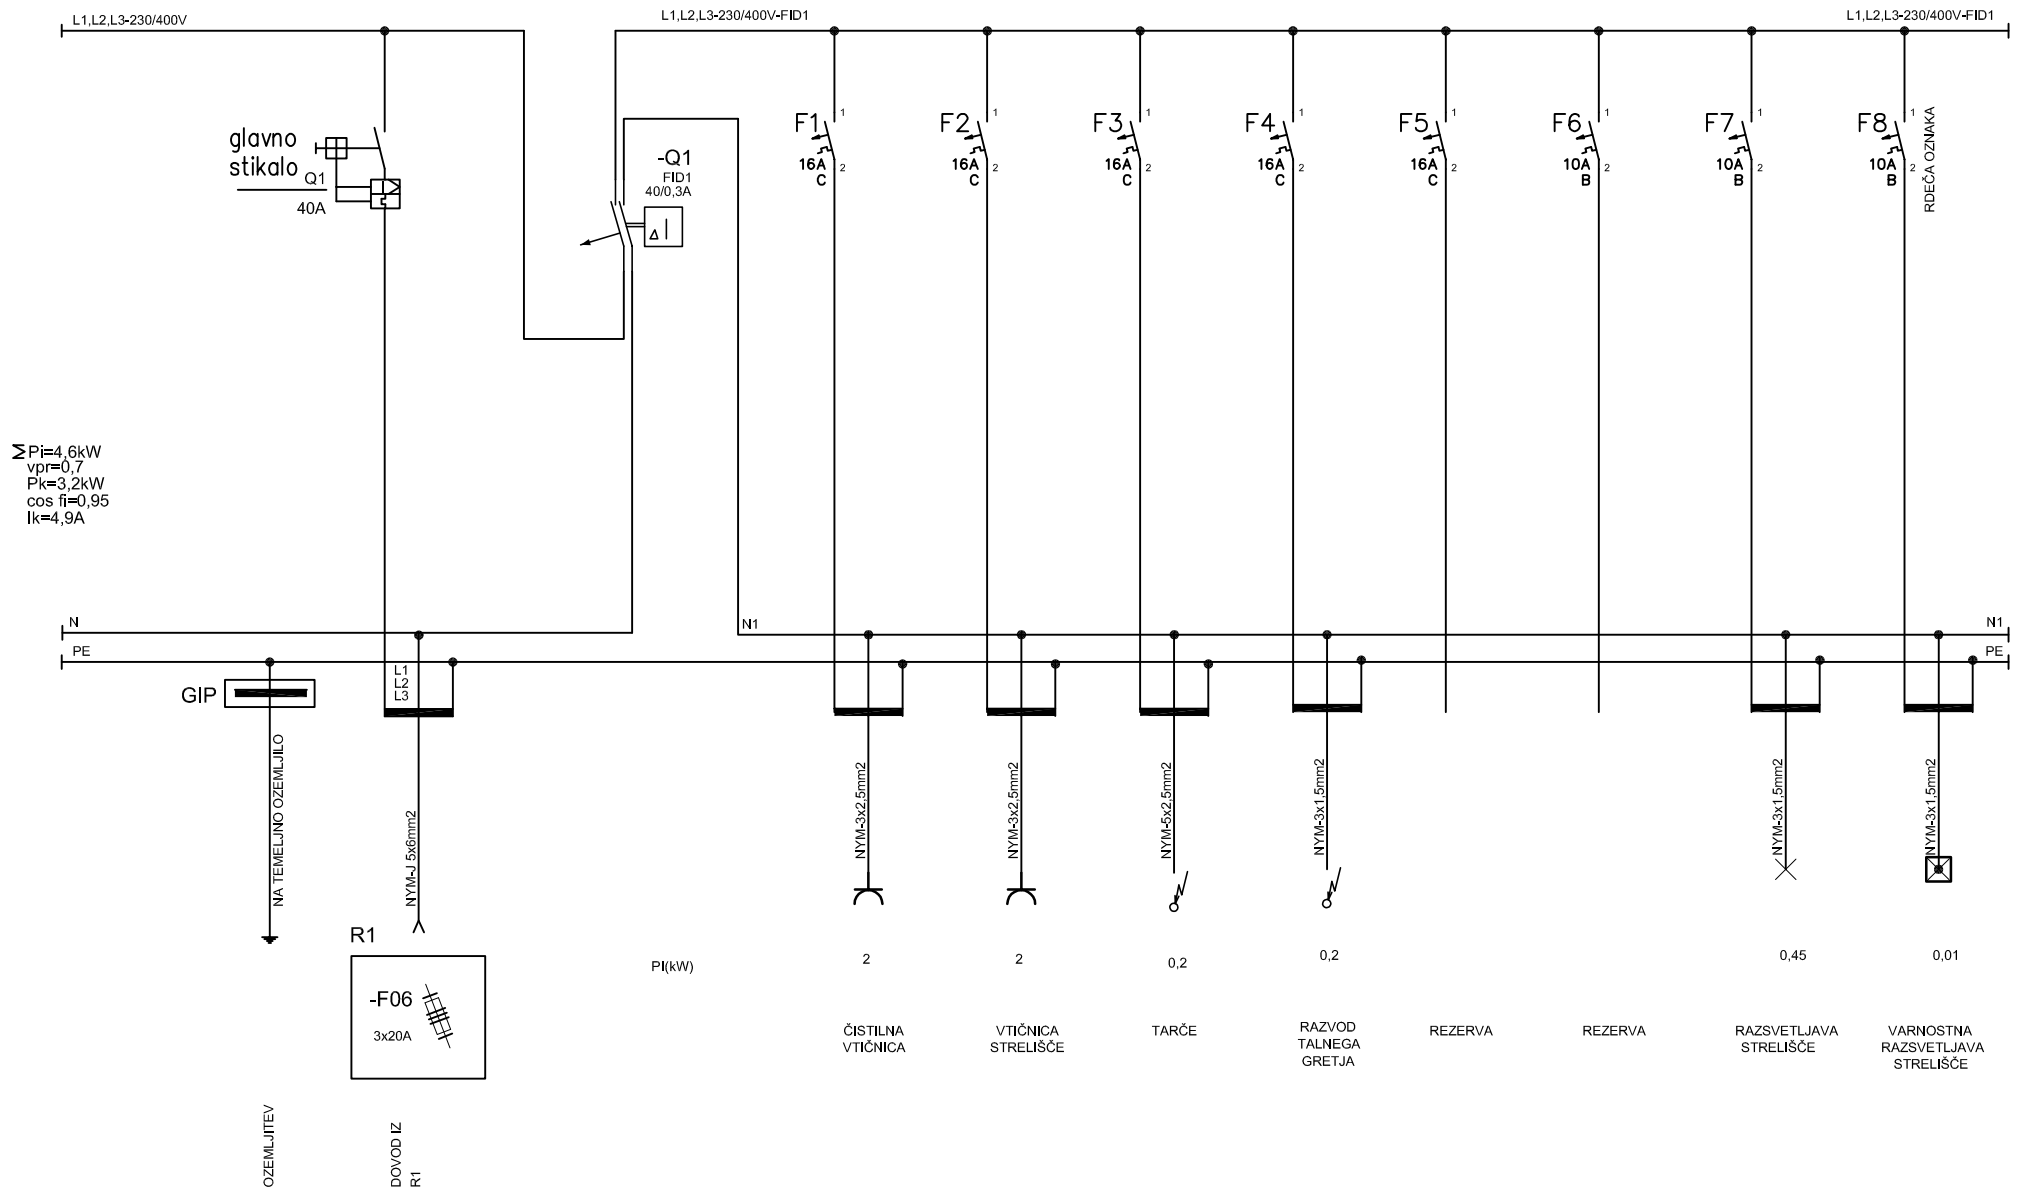 L1,L2,L3-230/400V
L1,L2,L3-230/400V-FID1
L1,L2,L3-230/400V-FID1
glavno
stikalo
Q1
40A
-Q1
FID1
40/0,3A
Δ I
F1
1
16A
2
C
F2
1
16A
2
C
F3
1
16A
2
C
F4
1
16A
2
C
F5
1
16A
2
C
F6
1
10A
2
B
F7
1
10A
2
B
F8
1
10A
2
B
RDEČA OZNAKA
Σ Pi=4,6kW
vpr=0,7
Pk=3,2kW
cos fi=0,95
Ik=4,9A
N
N1
N1
PE
PE
GIP
L1
L2
L3
NA TEMELJNO OZEMLJILO
NYM-J 5x6mm2
NYM-3x2,5mm2
NYM-3x2,5mm2
NYM-5x2,5mm2
NYM-3x1,5mm2
NYM-3x1,5mm2
NYM-3x1,5mm2
R1
-F06
3x20A
PI(kW)
2
2
0,2
0,2
0,45
0,01
ČISTILNA
VTIČNICA
VTIČNICA
STRELIŠČE
TARČE
RAZVOD
TALNEGA
GRETJA
REZERVA
REZERVA
RAZSVETLJAVA
STRELIŠČE
VARNOSTNA
RAZSVETLJAVA
STRELIŠČE
OZEMLJITEV
DOVOD IZ
R1